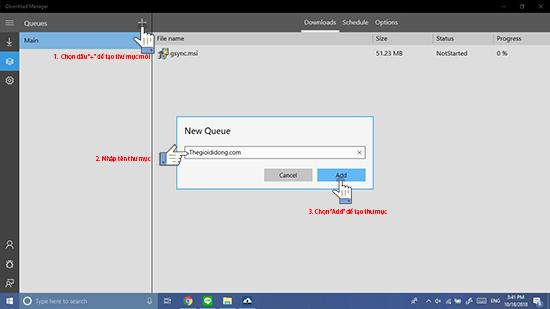 iDownload Manager
Queues
Downloads Schedule Options
Main
File name Size Status Progress
gsync.msi 51.23 MB NotStarted 0 %
1. Chọn dấu "+" để tạo thư mục mới
New Queue
2. Nhập tên thư mục
Thegioididong.com
Cancel Add
3. Chọn "Add" để tạo thư mục
Type here to search
ENG
3:41 PM
10/18/2018